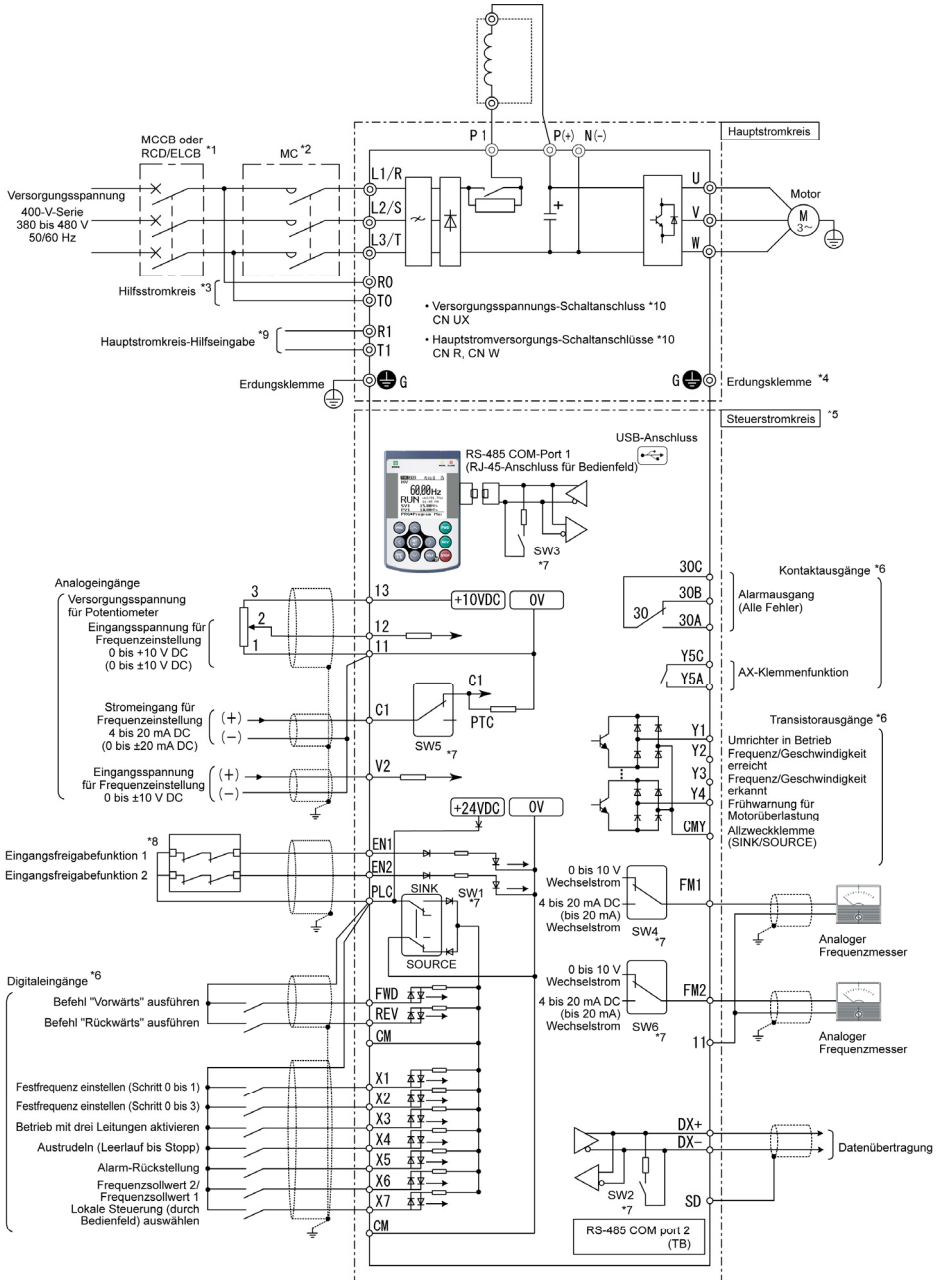 P 1
P(+)
N(-)
Hauptstromkreis
MCCB oder
RCD/ELCB *1
MC *2
Versorgungsspannung
400-V-Serie
380 bis 480 V
50/60 Hz
L1/R
L2/S
L3/T
U
V
W
Motor
M
3~
Hilfsstromkreis *3
R0
T0
Hauptstromkreis-Hilfseingabe *9
R1
T1
• Versorgungsspannungs-Schaltanschluss *10
CN UX
• Hauptstromversorgungs-Schaltanschlüsse *10
CN R, CN W
Erdungsklemme
G
G
Erdungsklemme *4
Steuerstromkreis *5
USB-Anschluss
RS-485 COM-Port 1
(RJ-45-Anschluss für Bedienfeld)
60.00Hz
RUN
SW3
*7
Analogeingänge
Versorgungsspannung
für Potentiometer
Eingangsspannung für
Frequenzeinstellung
0 bis +10 V DC
(0 bis ±10 V DC)
3
2
1
13
12
11
+10VDC
0V
Stromeingang für
Frequenzeinstellung
4 bis 20 mA DC
(0 bis ±20 mA DC)
(+)
(-)
C1
C1
PTC
SW5 *7
Eingangsspannung
für Frequenzeinstellung
0 bis ±10 V DC
(+)
(-)
V2
+24VDC
0V
30C
30B
30A
30
Kontaktausgänge *6
Alarmausgang
(Alle Fehler)
Y5C
Y5A
AX-Klemmenfunktion
Transistorausgänge *6
Y1
Y2
Y3
Y4
CMY
Umrichter in Betrieb
Frequenz/Geschwindigkeit
erreicht
Frequenz/Geschwindigkeit
erkannt
Frühwarnung für
Motorüberlastung
Allzweckklemme
(SINK/SOURCE)
*8
Eingangsfreigabefunktion 1
Eingangsfreigabefunktion 2
EN1
EN2
PLC
SINK
SW1
*7
SOURCE
0 bis 10 V
Wechselstrom
4 bis 20 mA DC
(bis 20 mA)
Wechselstrom
SW4
*7
FM1
Analoger
Frequenzmesser
0 bis 10 V
Wechselstrom
4 bis 20 mA DC
(bis 20 mA)
Wechselstrom
SW6
*7
FM2
11
Analoger
Frequenzmesser
Digitaleingänge *6
Befehl "Vorwärts" ausführen
Befehl "Rückwärts" ausführen
FWD
REV
CM
Festfrequenz einstellen (Schritt 0 bis 1)
Festfrequenz einstellen (Schritt 0 bis 3)
Betrieb mit drei Leitungen aktivieren
Austrudeln (Leerlauf bis Stopp)
Alarm-Rückstellung
Frequenzsollwert 2/
Frequenzsollwert 1
Lokale Steuerung (durch
Bedienfeld) auswählen
X1
X2
X3
X4
X5
X6
X7
CM
DX+
DX-
SD
Datenübertragung
SW2
*7
RS-485 COM port 2
(TB)